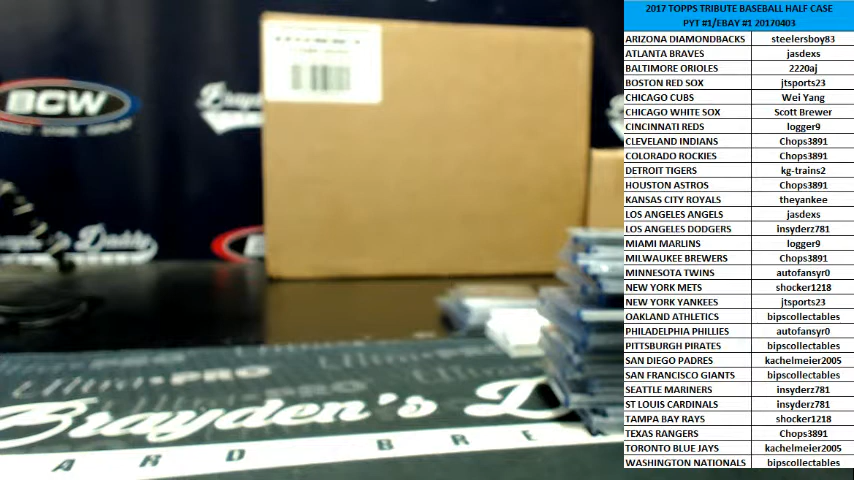 2017 TOPPS TRIBUTE BASEBALL HALF CASE
PYT #1/EBAY #1 20170403
ARIZONA DIAMONDBACKS steelersboy83
ATLANTA BRAVES jasdexs
BALTIMORE ORIOLES 2220aj
BOSTON RED SOX jtsports23
CHICAGO CUBS Wei Yang
CHICAGO WHITE SOX Scott Brewer
CINCINNATI REDS logger9
CLEVELAND INDIANS Chops3891
COLORADO ROCKIES Chops3891
DETROIT TIGERS kg-trains2
HOUSTON ASTROS Chops3891
KANSAS CITY ROYALS theyankee
LOS ANGELES ANGELS jasdexs
LOS ANGELES DODGERS insyderz781
MIAMI MARLINS logger9
MILWAUKEE BREWERS Chops3891
MINNESOTA TWINS autofansyr0
NEW YORK METS shocker1218
NEW YORK YANKEES jtsports23
OAKLAND ATHLETICS bipscollectables
PHILADELPHIA PHILLIES autofansyr0
PITTSBURGH PIRATES bipscollectables
SAN DIEGO PADRES kachelmeier2005
SAN FRANCISCO GIANTS bipscollectables
SEATTLE MARINERS insyderz781
ST LOUIS CARDINALS insyderz781
TAMPA BAY RAYS shocker1218
TEXAS RANGERS Chops3891
TORONTO BLUE JAYS kachelmeier2005
WASHINGTON NATIONALS bipscollectables
BCW
Ultra PRO
Brayden's D
ARD BRE